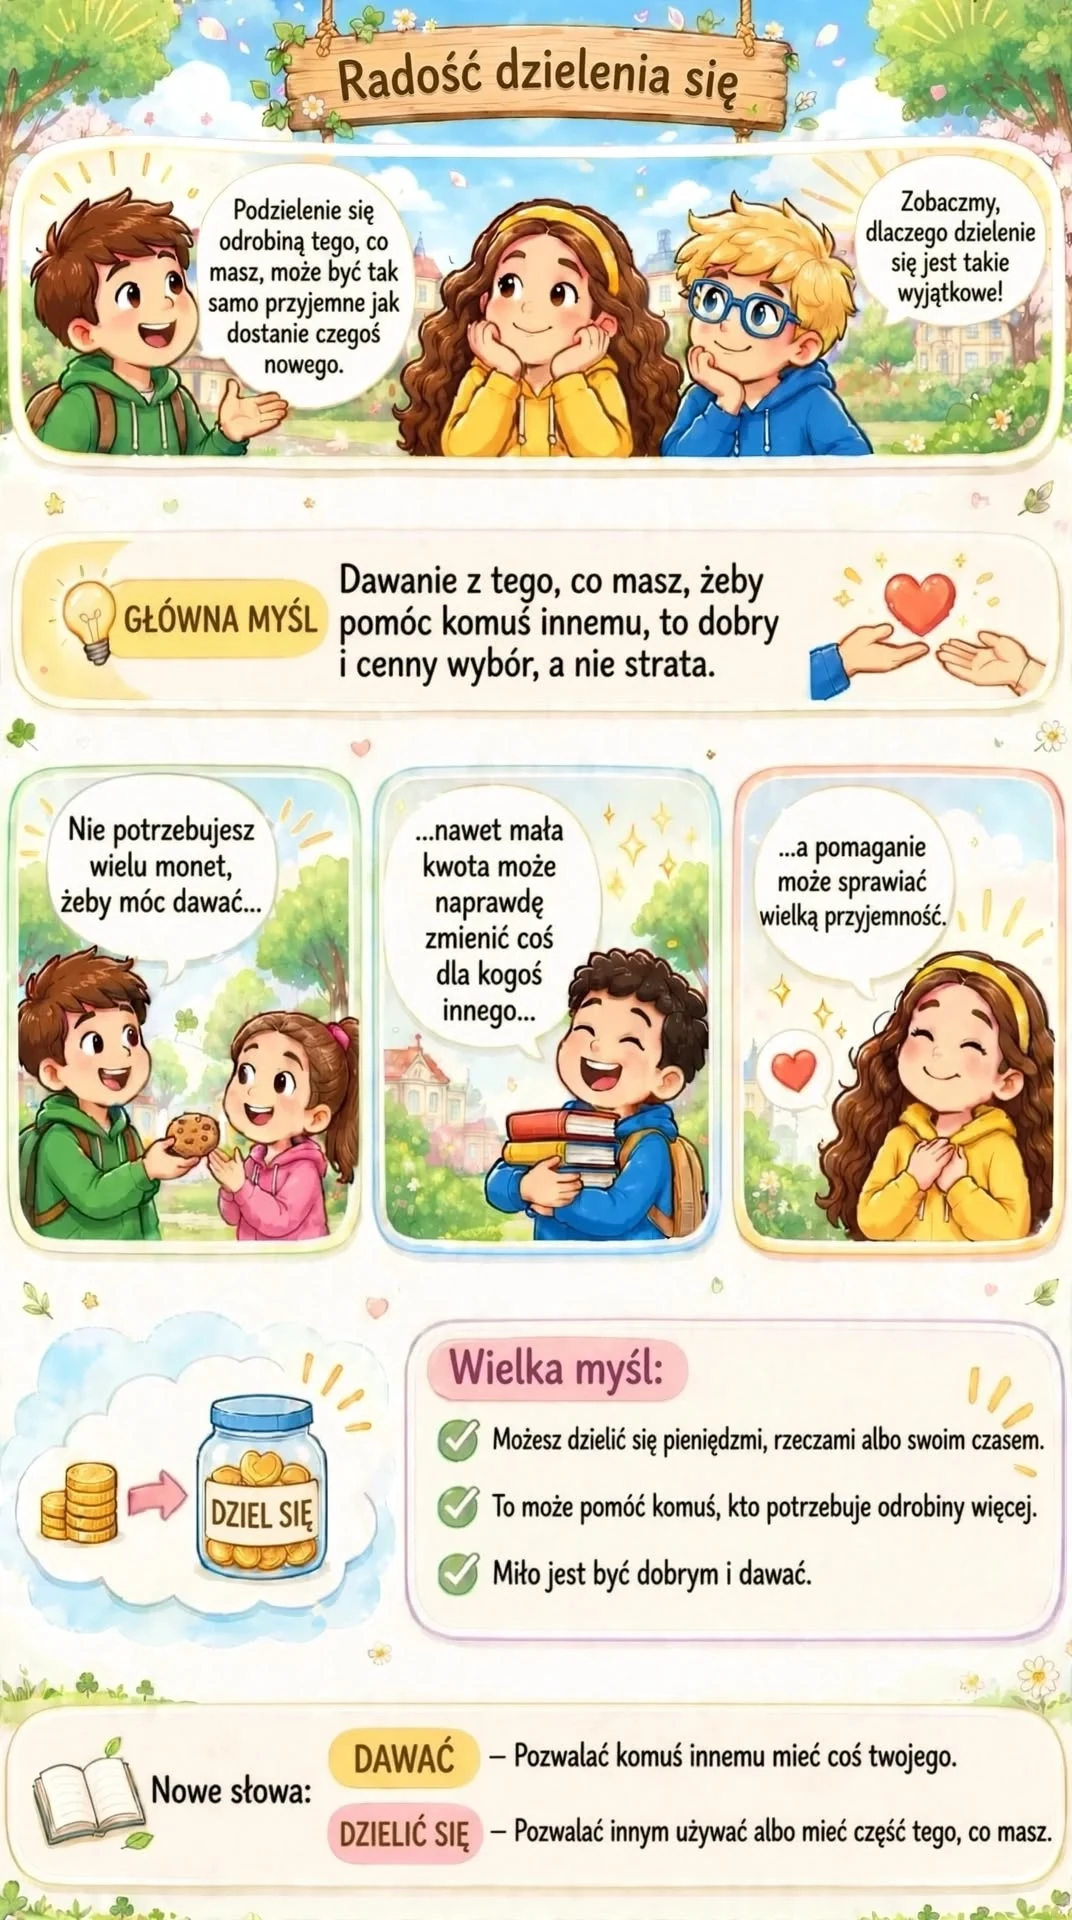 Radość dzielenia się
Podzielenie się
odrobiną tego, co
masz, może być tak
samo przyjemne jak
dostanie czegoś
nowego.
Zobaczmy,
dlaczego dzielenie
się jest takie
wyjątkowe!
GŁÓWNA MYŚL
Dawanie z tego, co masz, żeby
pomóc komuś innemu, to dobry
i cenny wybór, a nie strata.
Nie potrzebujesz
wielu monet,
żeby móc dawać...
...nawet mała
kwota może
naprawdę
zmienić coś
dla kogoś
innego...
...a pomaganie
może sprawiać
wielką przyjemność.
DZIEL SIĘ
Wielka myśl:
Możesz dzielić się pieniędzmi, rzeczami albo swoim czasem.
To może pomóć komuś, kto potrzebuje odrobiny więcej.
Miło jest być dobrym i dawać.
Nowe słowa:
DAWAĆ – Pozwalać komuś innemu mieć coś twojego.
DZIELIĆ SIĘ – Pozwalać innym używać albo mieć część tego, co masz.